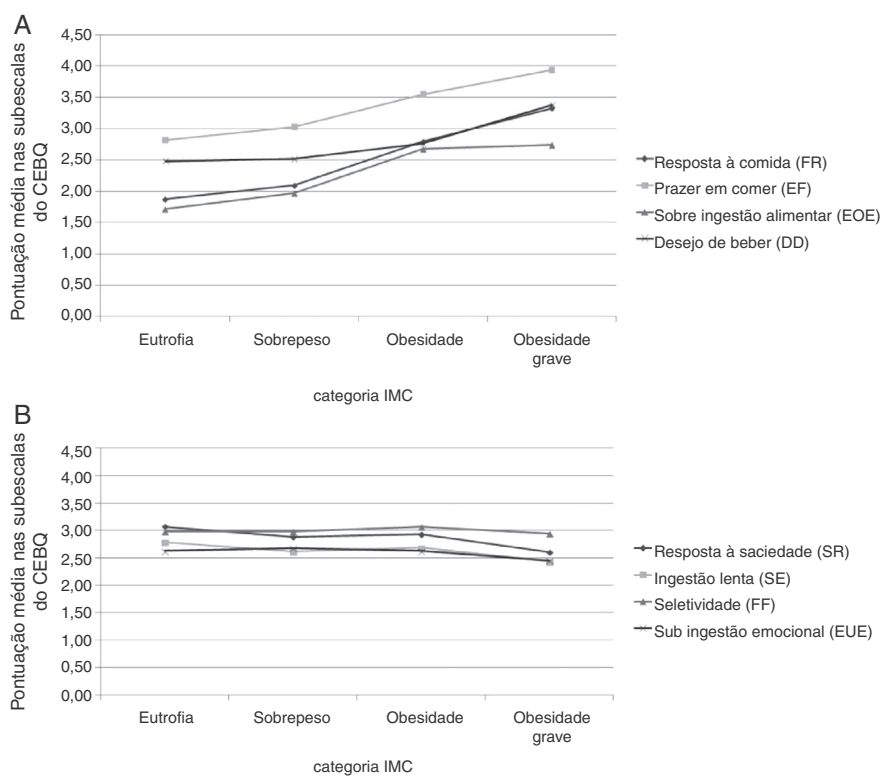 A
Pontuação média nas subescalas
do CEBQ
4,50
4,00
3,50
3,00
2,50
2,00
1,50
1,00
0,50
0,00
Eutrofia
Sobrepeso
Obesidade
Obesidade
grave
categoria IMC
Resposta à comida (FR)
Prazer em comer (EF)
Sobre ingestão alimentar (EOE)
Desejo de beber (DD)
B
Pontuação média nas subescalas
do CEBQ
4,50
4,00
3,50
3,00
2,50
2,00
1,50
1,00
0,50
0,00
Eutrofia
Sobrepeso
Obesidade
Obesidade
grave
categoria IMC
Resposta à saciedade (SR)
Ingestão lenta (SE)
Seletividade (FF)
Sub ingestão emocional (EUE)